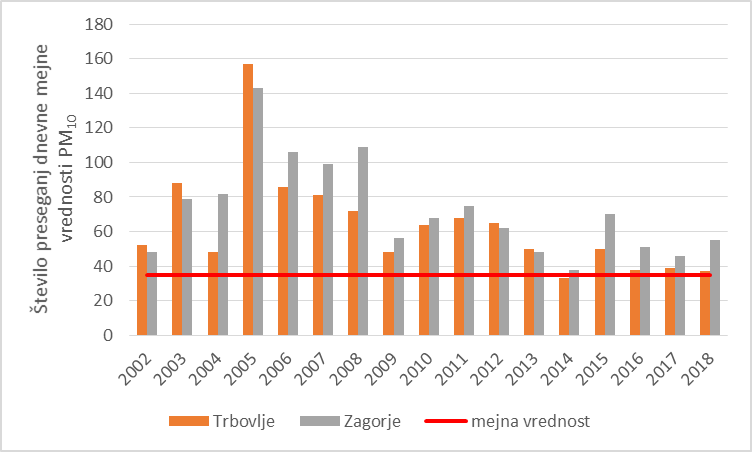 Število preseganj dnevne mejne
vrednosti PM10
180
160
140
120
100
80
60
40
20
0
2002 2003 2004 2005 2006 2007 2008 2009 2010 2011 2012 2013 2014 2015 2016 2017 2018
Trbovlje Zagorje mejna vrednost